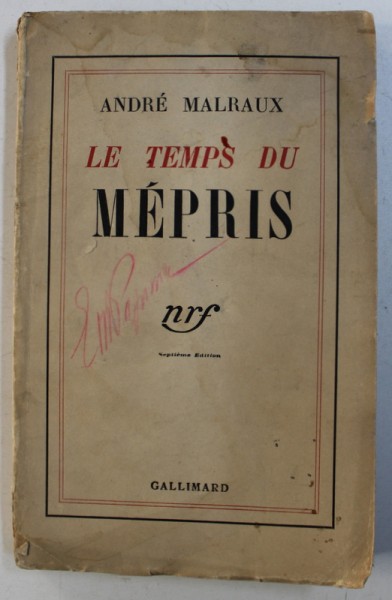 ANDRÉ MALRAUX
LE TEMPS DU
MÉPRIS
nrf
Septième Édition
GALLIMARD